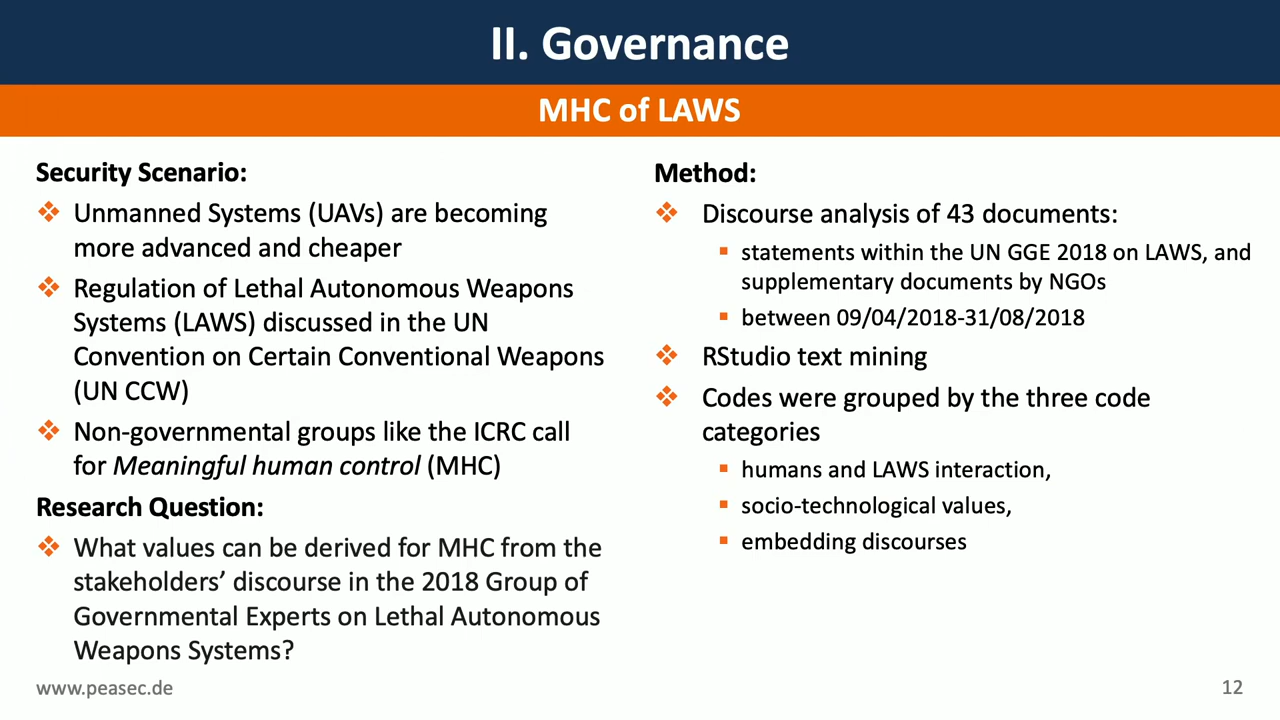 II. Governance
MHC of LAWS
Security Scenario:
Unmanned Systems (UAVs) are becoming
more advanced and cheaper
Regulation of Lethal Autonomous Weapons
Systems (LAWS) discussed in the UN
Convention on Certain Conventional Weapons
(UN CCW)
Non-governmental groups like the ICRC call
for Meaningful human control (MHC)
Research Question:
What values can be derived for MHC from the
stakeholders’ discourse in the 2018 Group of
Governmental Experts on Lethal Autonomous
Weapons Systems?
Method:
Discourse analysis of 43 documents:
statements within the UN GGE 2018 on LAWS, and
supplementary documents by NGOs
between 09/04/2018-31/08/2018
RStudio text mining
Codes were grouped by the three code
categories
humans and LAWS interaction,
socio-technological values,
embedding discourses
www.peasec.de
12